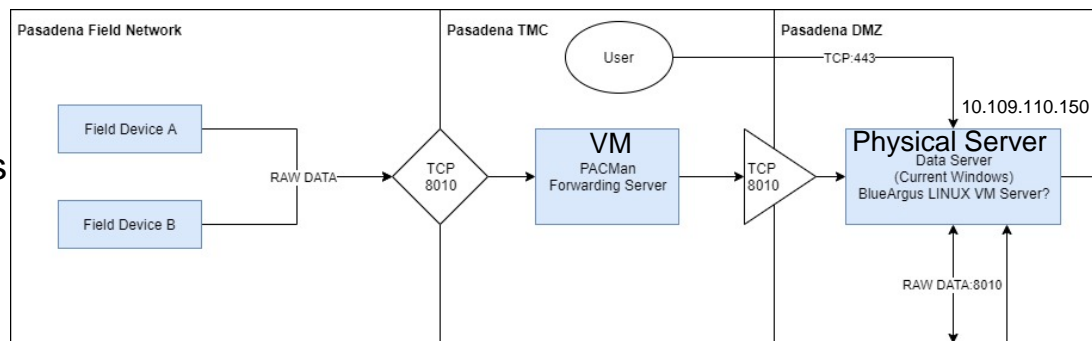 Pasadena Field Network
Pasadena TMC
Pasadena DMZ
User
TCP:443
10.109.110.150
Field Device A
s
RAW DATA
TCP
8010
VM
PACMan
Forwarding Server
TCP
8010
Physical Server
Data Server
(Current Windows)
BlueArgus LINUX VM Server?
Field Device B
RAW DATA:8010